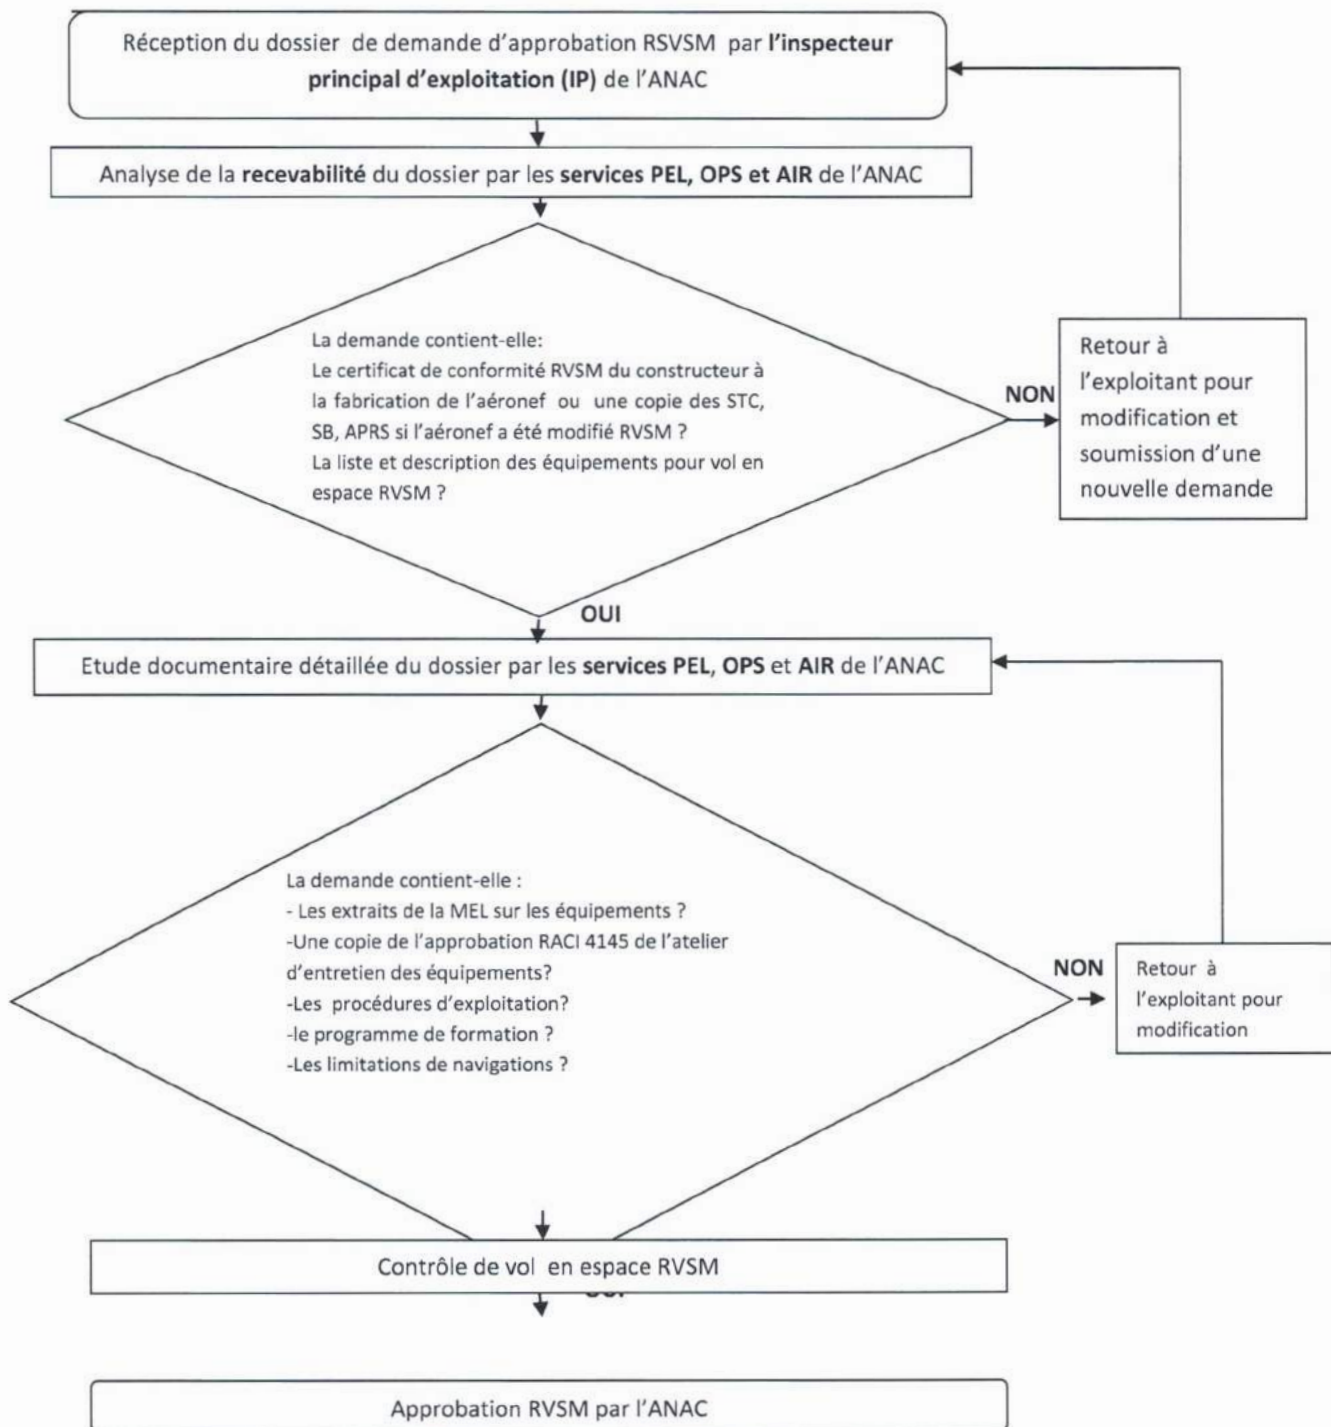 Réception du dossier de demande d'approbation RSVSM par l'inspecteur
principal d'exploitation (IP) de l'ANAC
Analyse de la recevabilité du dossier par les services PEL, OPS et AIR de l'ANAC
La demande contient-elle:
Le certificat de conformité RVSM du constructeur à
la fabrication de l'aéronef ou une copie des STC,
SB, APRS si l'aéronef a été modifié RVSM ?
La liste et description des équipements pour vol en
espace RVSM ?
NON
Retour à
l'exploitant pour
modification et
soumission d'une
nouvelle demande
OUI
Etude documentaire détaillée du dossier par les services PEL, OPS et AIR de l'ANAC
La demande contient-elle :
- Les extraits de la MEL sur les équipements ?
-Une copie de l'approbation RACI 4145 de l'atelier
d'entretien des équipements?
-Les procédures d'exploitation?
-le programme de formation ?
-Les limitations de navigations ?
NON
Retour à
l'exploitant pour
modification
Contrôle de vol en espace RVSM
Approbation RVSM par l'ANAC